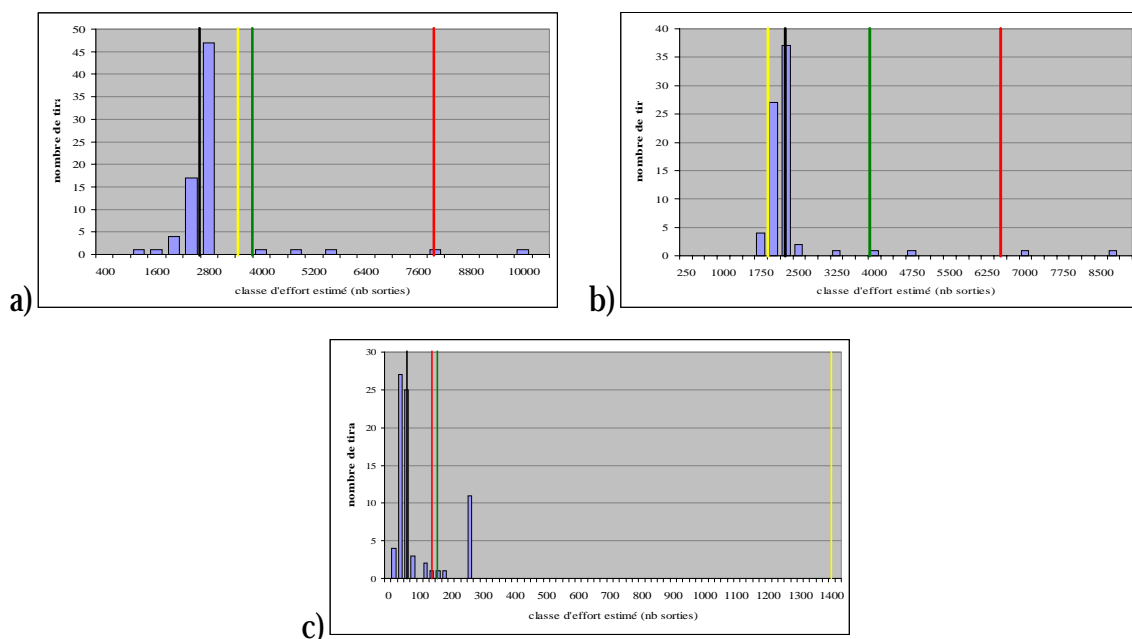 a)
50
45
40
35
30
25
20
15
10
5
0
nombre de tira
400 1600 2800 4000 5200 6400 7600 8800 10000
classe d'effort estimé (nb sorties)
b)
40
35
30
25
20
15
10
5
0
nombre de tir
250 1000 1750 2500 3250 4000 4750 5500 6250 7000 7750 8500
classe d'effort estimé (nb sorties)
c)
30
25
20
15
10
5
0
nombre de tira
0 100 200 300 400 500 600 700 800 900 1000 1100 1200 1300 1400
classe d'effort estimé (nb sorties)